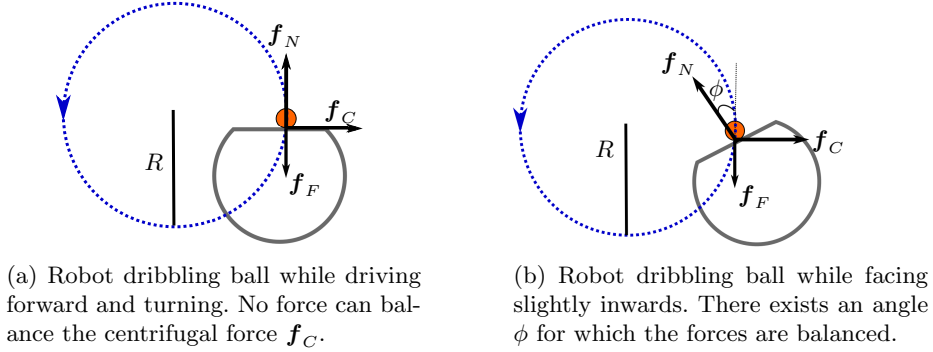 f_N
f_C
R
f_F
f_N
ϕ
f_C
R
f_F
(a) Robot dribbling ball while driving
forward and turning. No force can bal-
ance the centrifugal force f_C.
(b) Robot dribbling ball while facing
slightly inwards. There exists an angle
ϕ for which the forces are balanced.